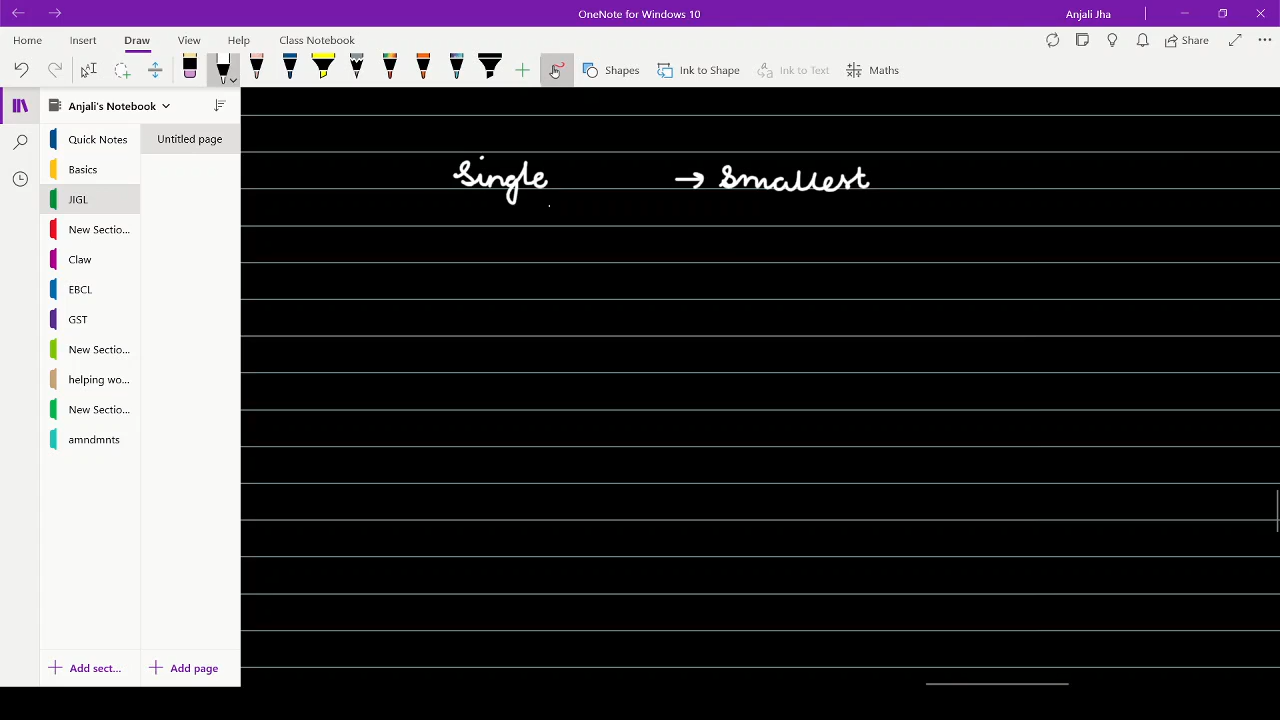 OneNote for Windows 10
Anjali Jha
Home Insert Draw View Help Class Notebook
Share
Shapes Ink to Shape Ink to Text Maths
Anjali's Notebook
Untitled page
Quick Notes
Basics
JIGL
New Sectio...
Claw
EBCL
GST
New Sectio...
helping wo...
New Sectio...
amndmnts
Single → Smallest
Add sect... Add page